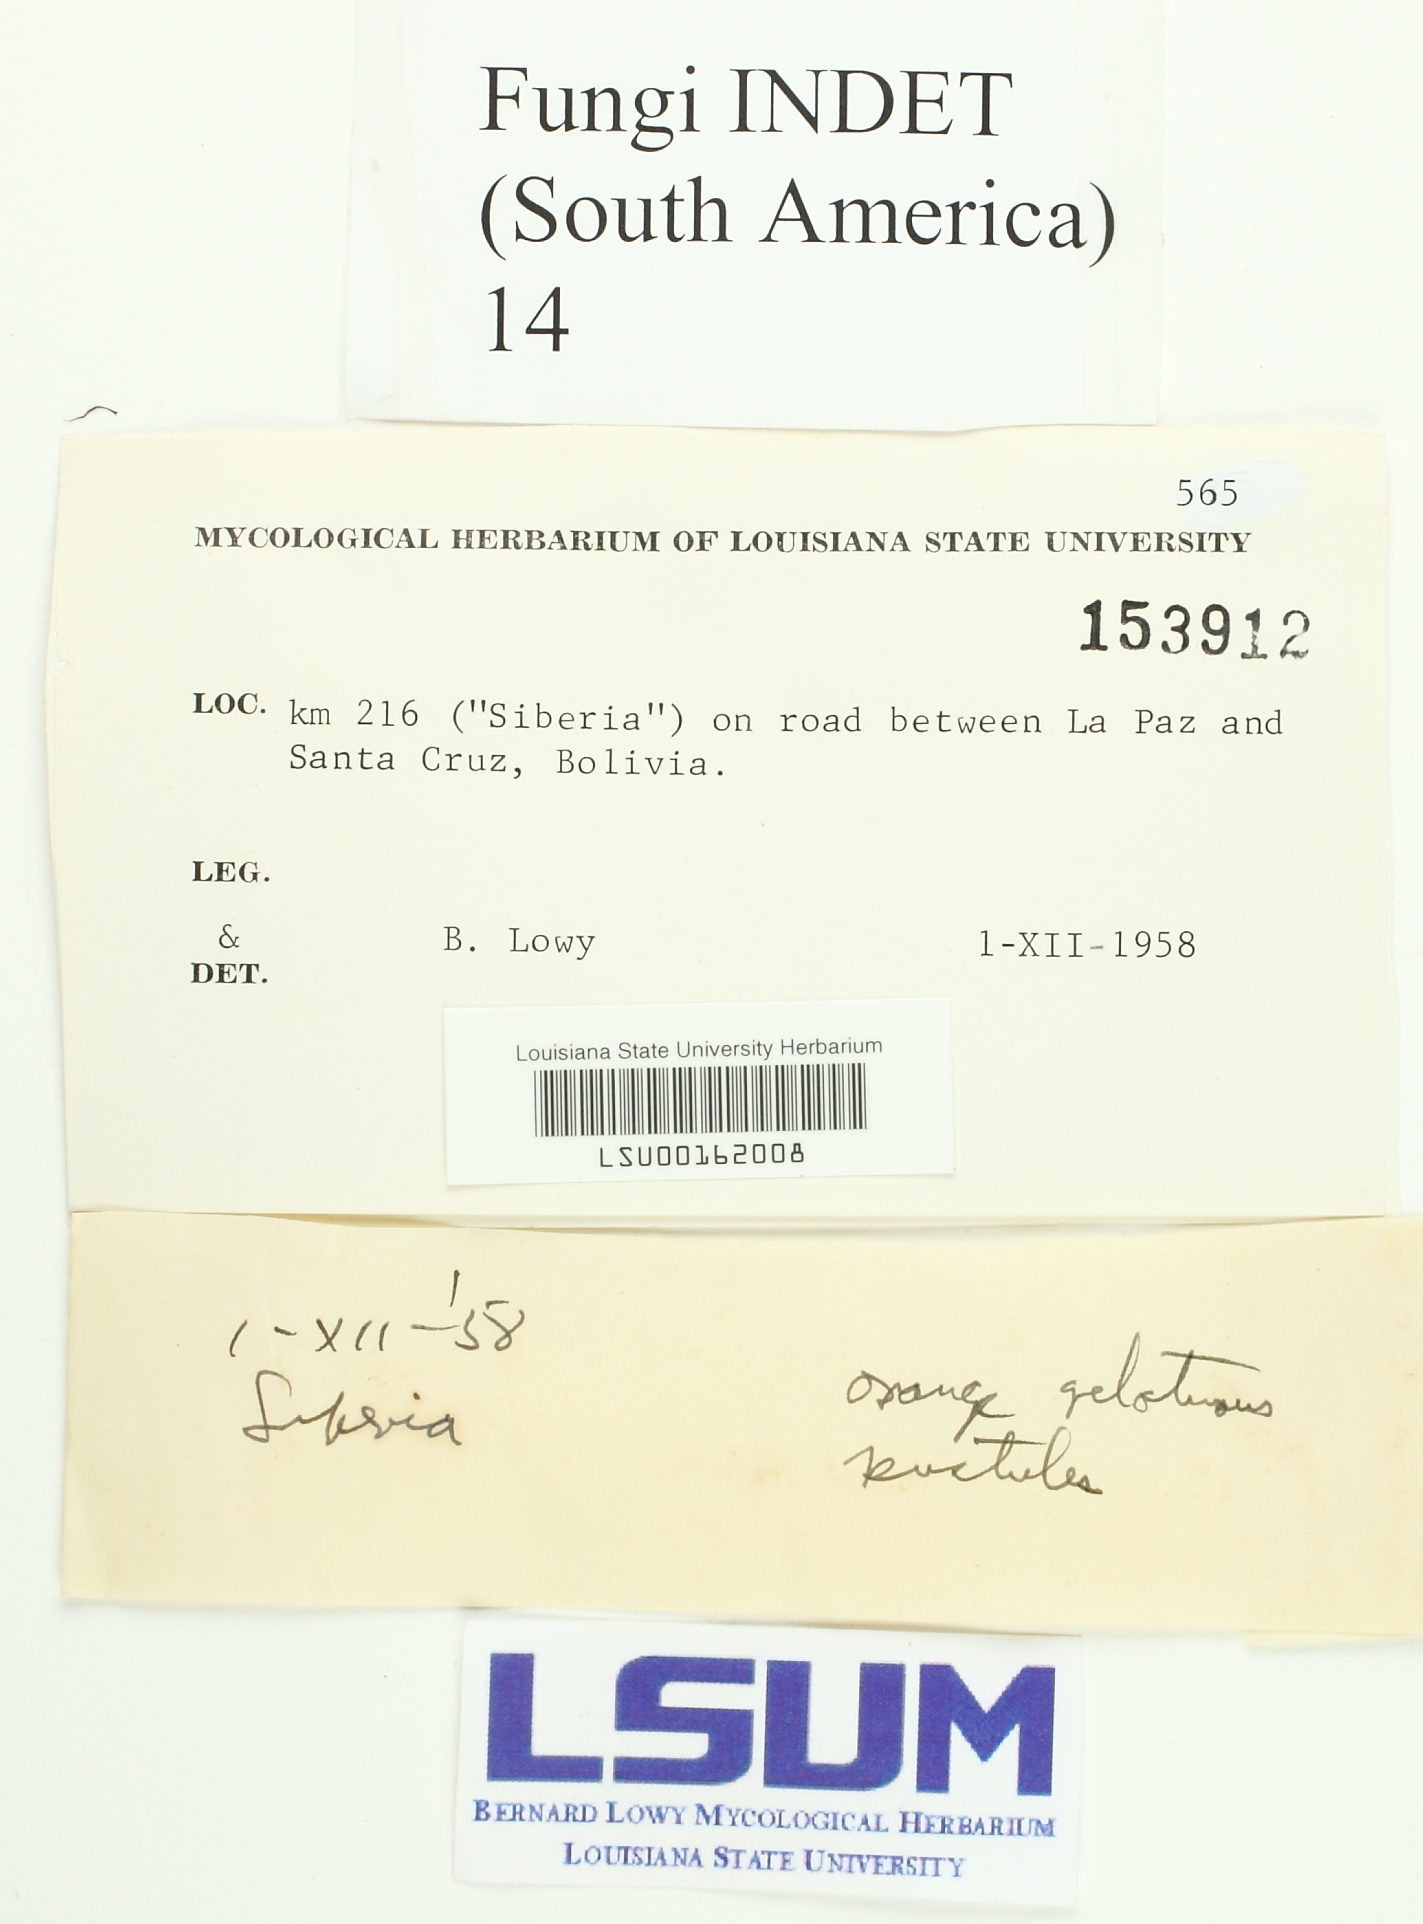 Fungi INDET
(South America)
14
565
MYCOLOGICAL HERBARIUM OF LOUISIANA STATE UNIVERSITY
153912
LOC. km 216 ("Siberia") on road between La Paz and
Santa Cruz, Bolivia.
LEG.
& B. Lowy 1-XII-1958
DET.
Louisiana State University Herbarium
LSU00162008
1-XII-'58
Siberia
orange gelatinous
pustules
LSUM
BERNARD LOWY MYCOLOGICAL HERBARIUM
LOUISIANA STATE UNIVERSITY